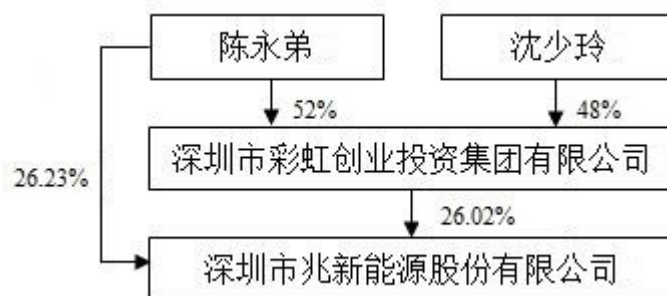 陈永弟
沈少玲
52%
48%
深圳市彩虹创业投资集团有限公司
26.23%
26.02%
深圳市兆新能源股份有限公司